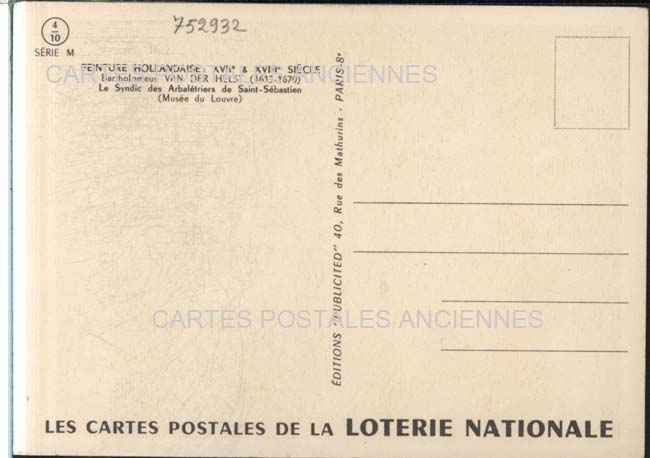 4
10
SÉRIE M
752932
PEINTURE HOLLANDAISE, XVIIe & XVIIIe SIÈCLE
Bartholomeus VAN DER HELST (1613-1670)
Le Syndic des Arbalétriers de Saint-Sébastien
(Musée du Louvre)
CARTES POSTALES ANCIENNES
ÉDITIONS "PUBLICITED" 40, Rue des Mathurins - PARIS-8e
CARTES POSTALES ANCIENNES
LES CARTES POSTALES DE LA LOTERIE NATIONALE